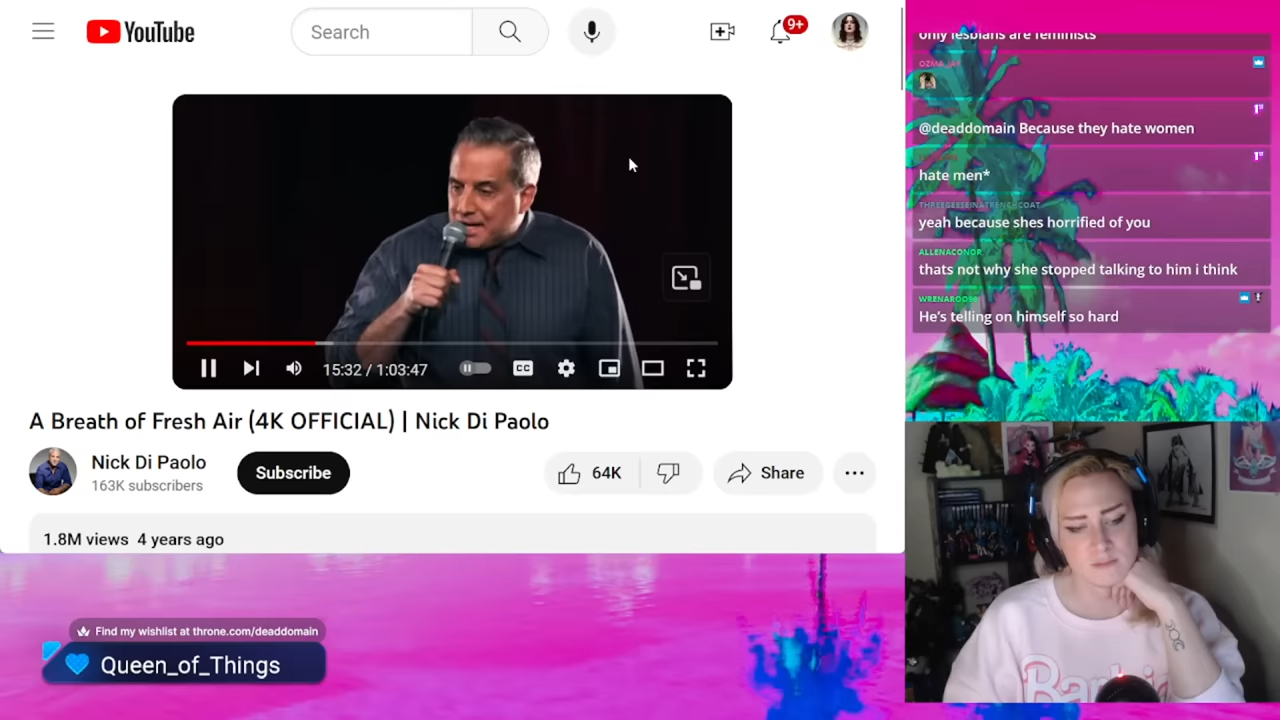 YouTube
Search
9+
15:32 / 1:03:47
CC
A Breath of Fresh Air (4K OFFICIAL) | Nick Di Paolo
Nick Di Paolo
163K subscribers
Subscribe
64K
Share
1.8M views 4 years ago
Find my wishlist at throne.com/deaddomain
Queen_of_Things
only lesbians are feminists
OZMA_JAY
@deaddomain Because they hate women
hate men*
THREEGEESEINATRENCHCOAT
yeah because shes horrified of you
ALLENACONOR
thats not why she stopped talking to him i think
He's telling on himself so hard
Barbie